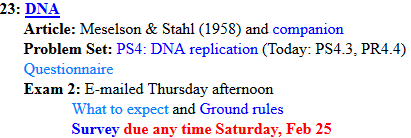 23: DNA
Article: Meselson & Stahl (1958) and companion
Problem Set: PS4: DNA replication (Today: PS4.3, PR4.4)
Questionnaire
Exam 2: E-mailed Thursday afternoon
What to expect and Ground rules
Survey due any time Saturday, Feb 25